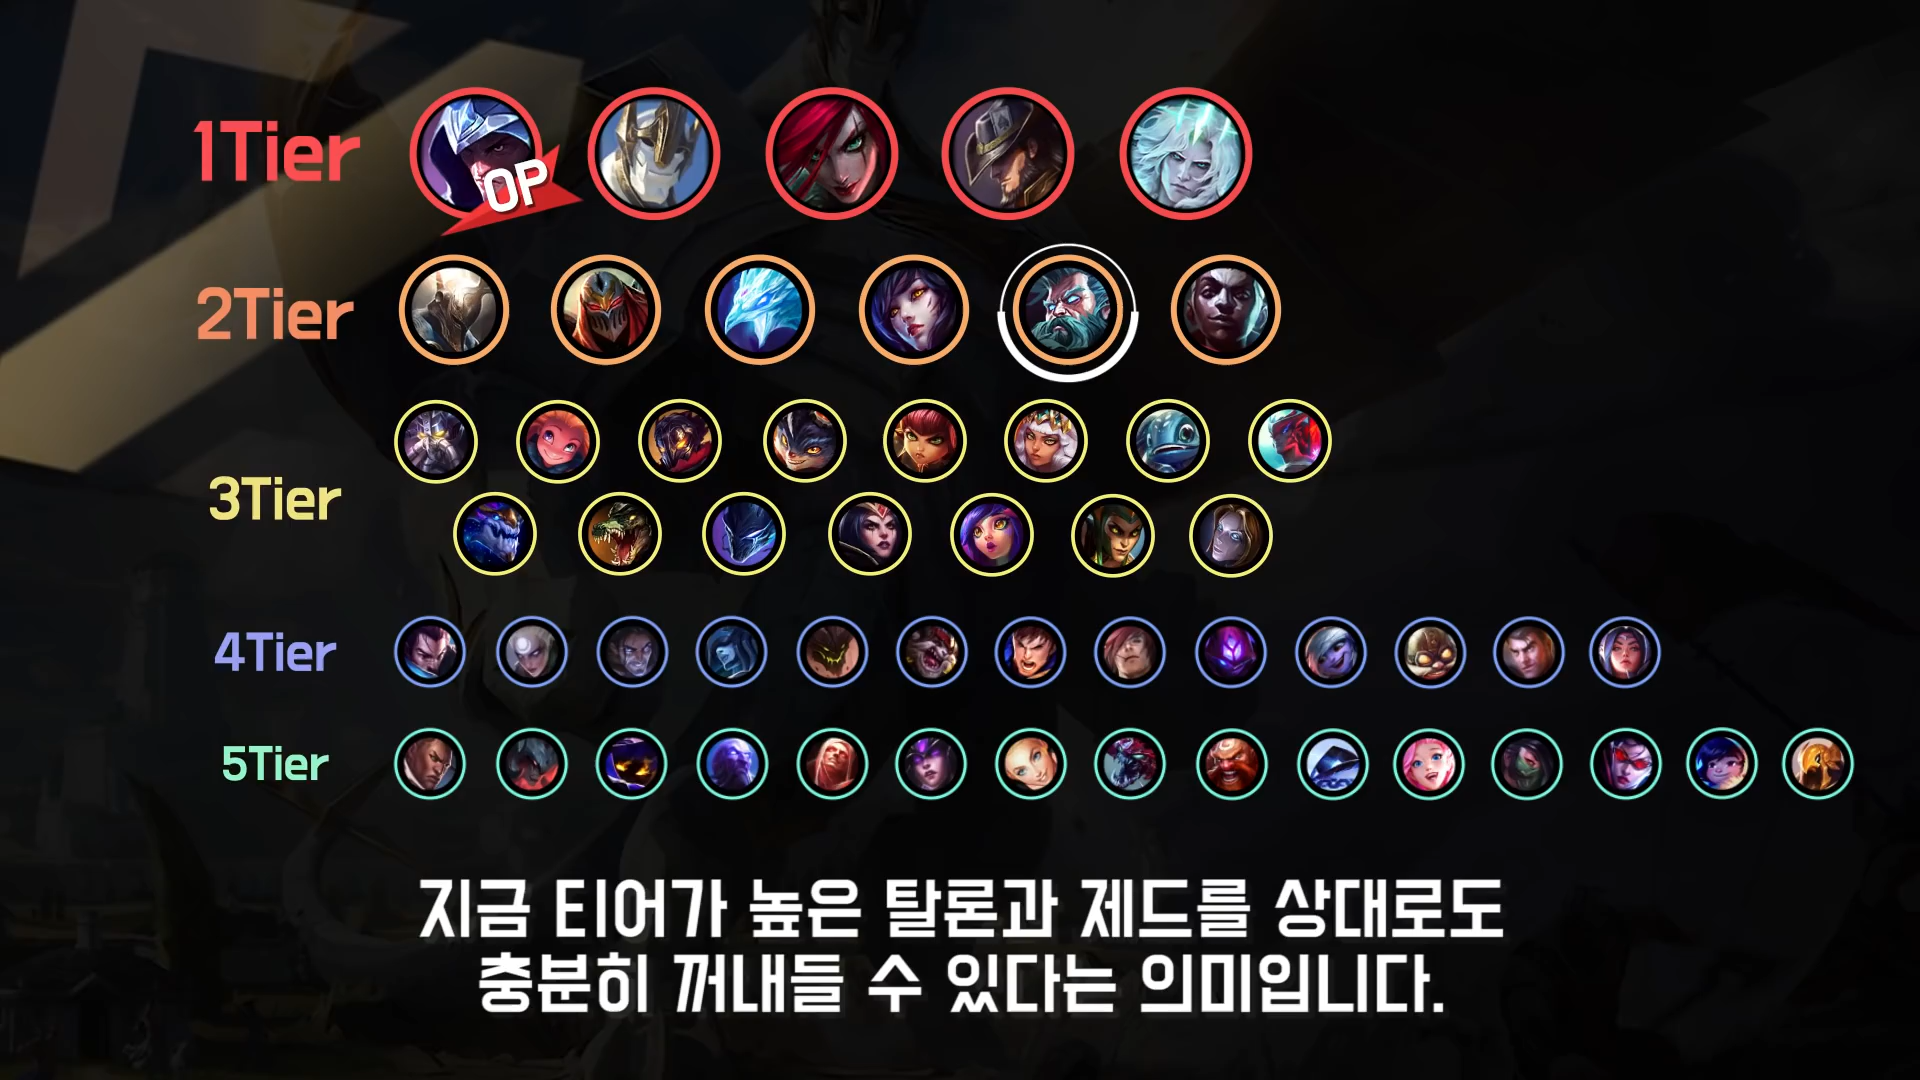 1Tier
OP
2Tier
3Tier
4Tier
5Tier
지금 티어가 높은 탈론과 제드를 상대로도
충분히 꺼내들 수 있다는 의미입니다.